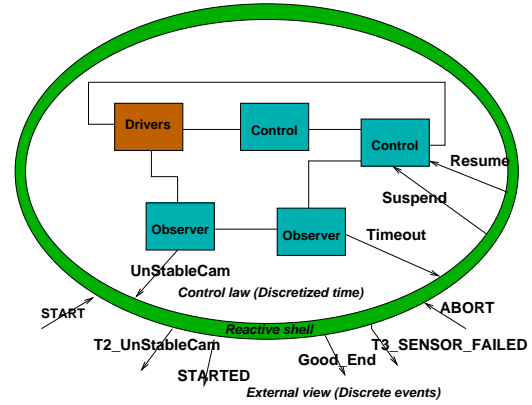 Drivers
Control
Control
Resume
Suspend
Observer
Observer
Timeout
UnStableCam
Control law (Discretized time)
START
ABORT
Reactive shell
T2_UnStableCam
T3_SENSOR_FAILED
Good_End
STARTED
External view (Discrete events)